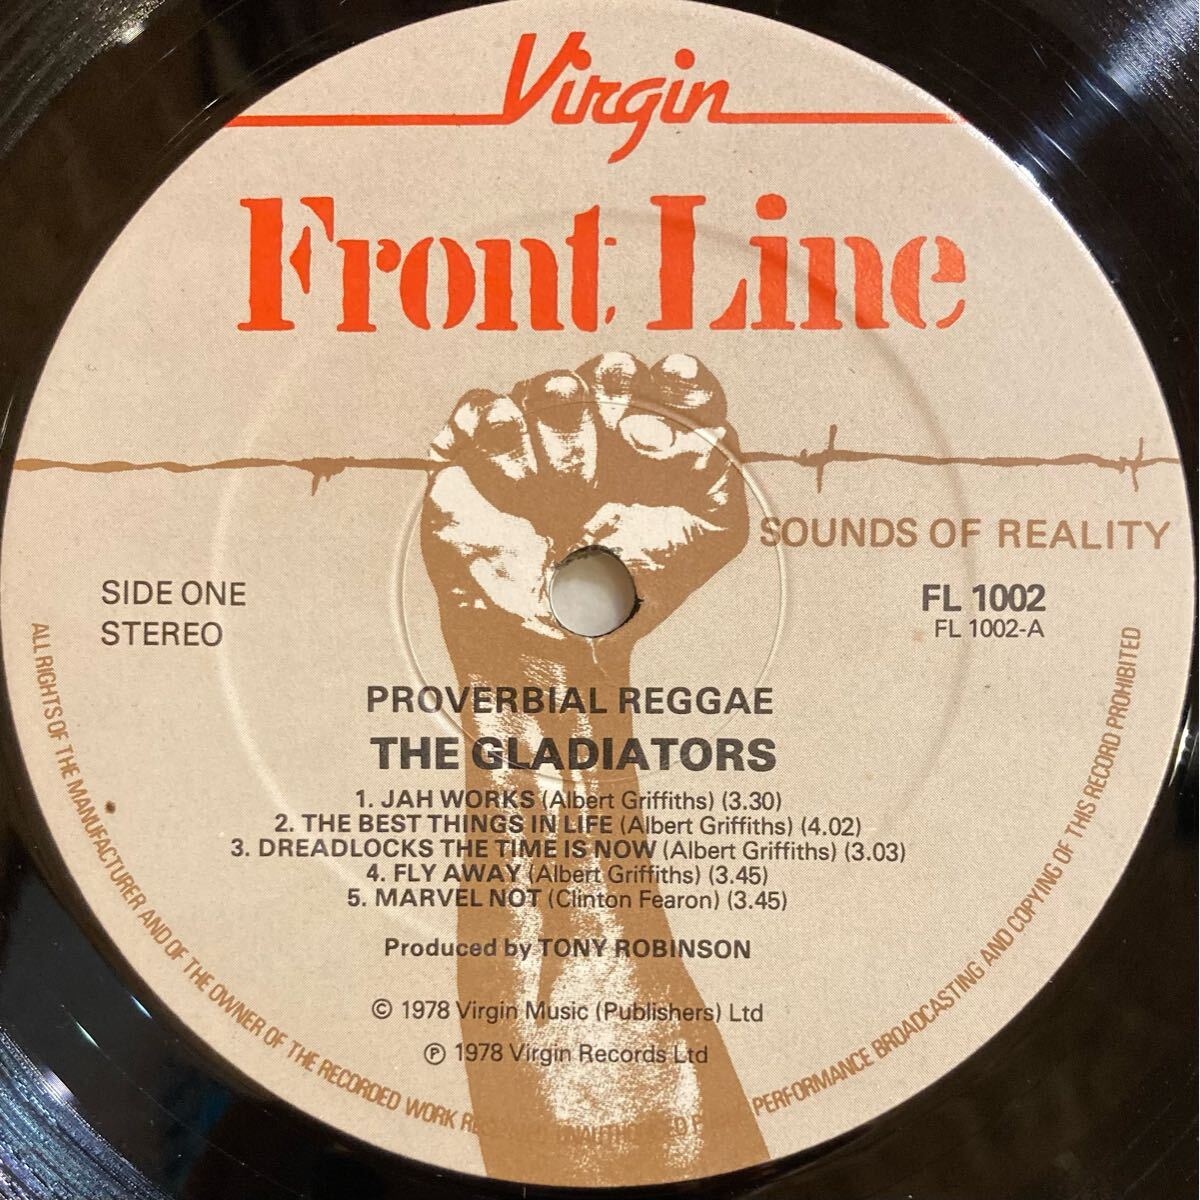 Virgin
Front Line
SOUNDS OF REALITY
SIDE ONE
STEREO
FL 1002
FL 1002-A
PROVERBIAL REGGAE
THE GLADIATORS
1. JAH WORKS (Albert Griffiths) (3.30)
2. THE BEST THINGS IN LIFE (Albert Griffiths) (4.02)
3. DREADLOCKS THE TIME IS NOW (Albert Griffiths) (3.03)
4. FLY AWAY (Albert Griffiths) (3.45)
5. MARVEL NOT (Clinton Fearon) (3.45)
Produced by TONY ROBINSON
© 1978 Virgin Music (Publishers) Ltd
℗ 1978 Virgin Records Ltd
ALL RIGHTS OF THE MANUFACTURER AND OF THE OWNER OF THE RECORDED WORK PERFORMANCE BROADCASTING AND COPYING OF THIS RECORD PROHIBITED